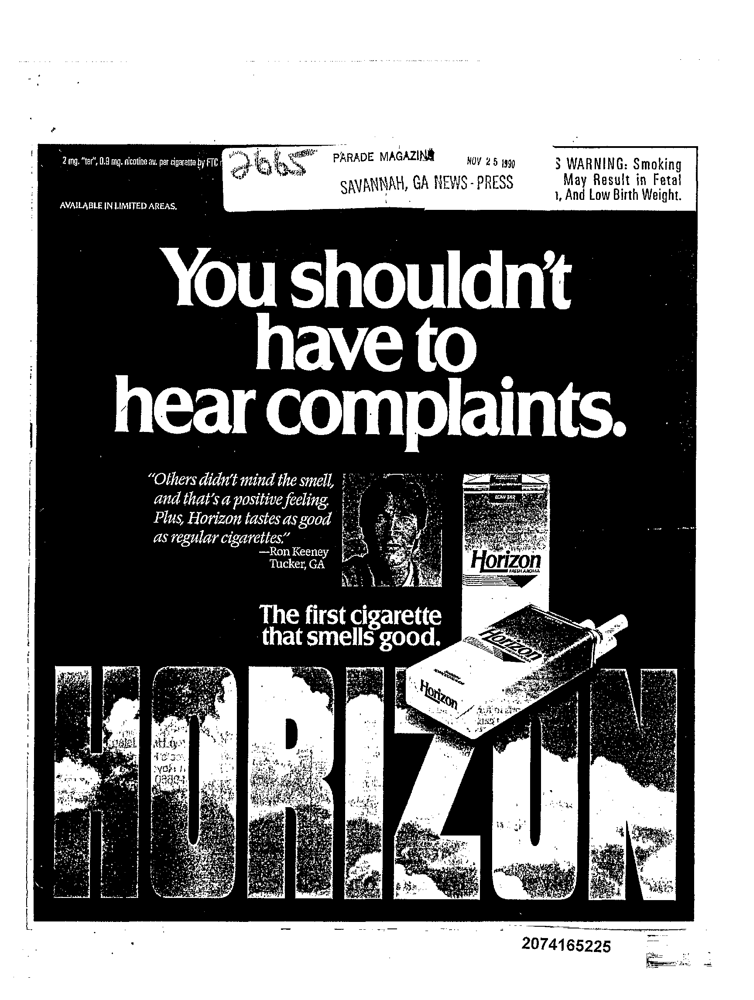 2 mg. "tar", 0.9 mg. nicotine av. per cigarette by FTC
2665
PARADE MAGAZINE
NOV 25 1990
SAVANNAH, GA NEWS-PRESS
S WARNING: Smoking
May Result in Fetal
, And Low Birth Weight.
AVAILABLE IN LIMITED AREAS.
You shouldn't
have to
hear complaints.
"Others didn't mind the smell,
and that's a positive feeling.
Plus, Horizon tastes as good
as regular cigarettes."
—Ron Keeney
Tucker, GA
Horizon
FRESH AROMA
The first cigarette
that smells good.
Horizon
Horizon
HORIZON
2074165225